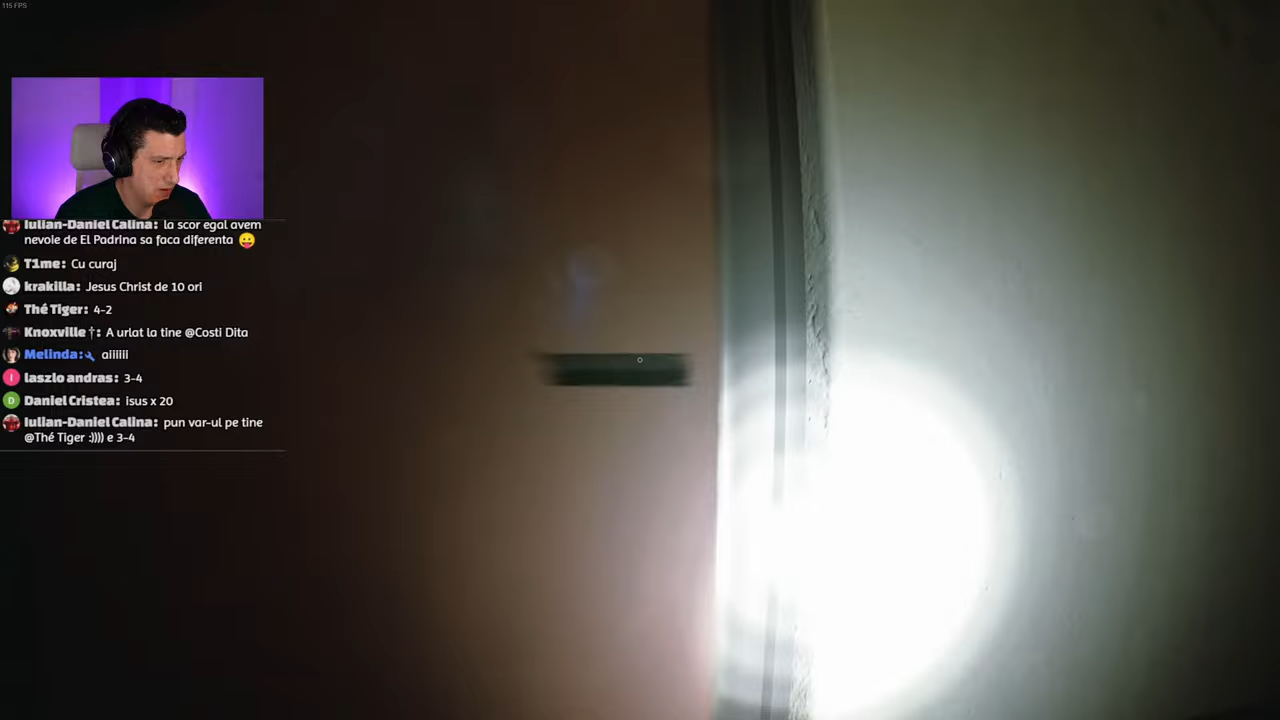 115 FPS
Iulian-Daniel Calina: la scor egal avem
nevoie de El Padrina sa faca diferenta 😛
T1me: Cu curaj
krakilla: Jesus Christ de 10 ori
Thé Tiger: 4-2
Knoxville †: A urlat la tine @Costi Dita
Melinda: aiiiiii
laszlo andras: 3-4
Daniel Cristea: isus x 20
Iulian-Daniel Calina: pun var-ul pe tine
@Thé Tiger :)))) e 3-4